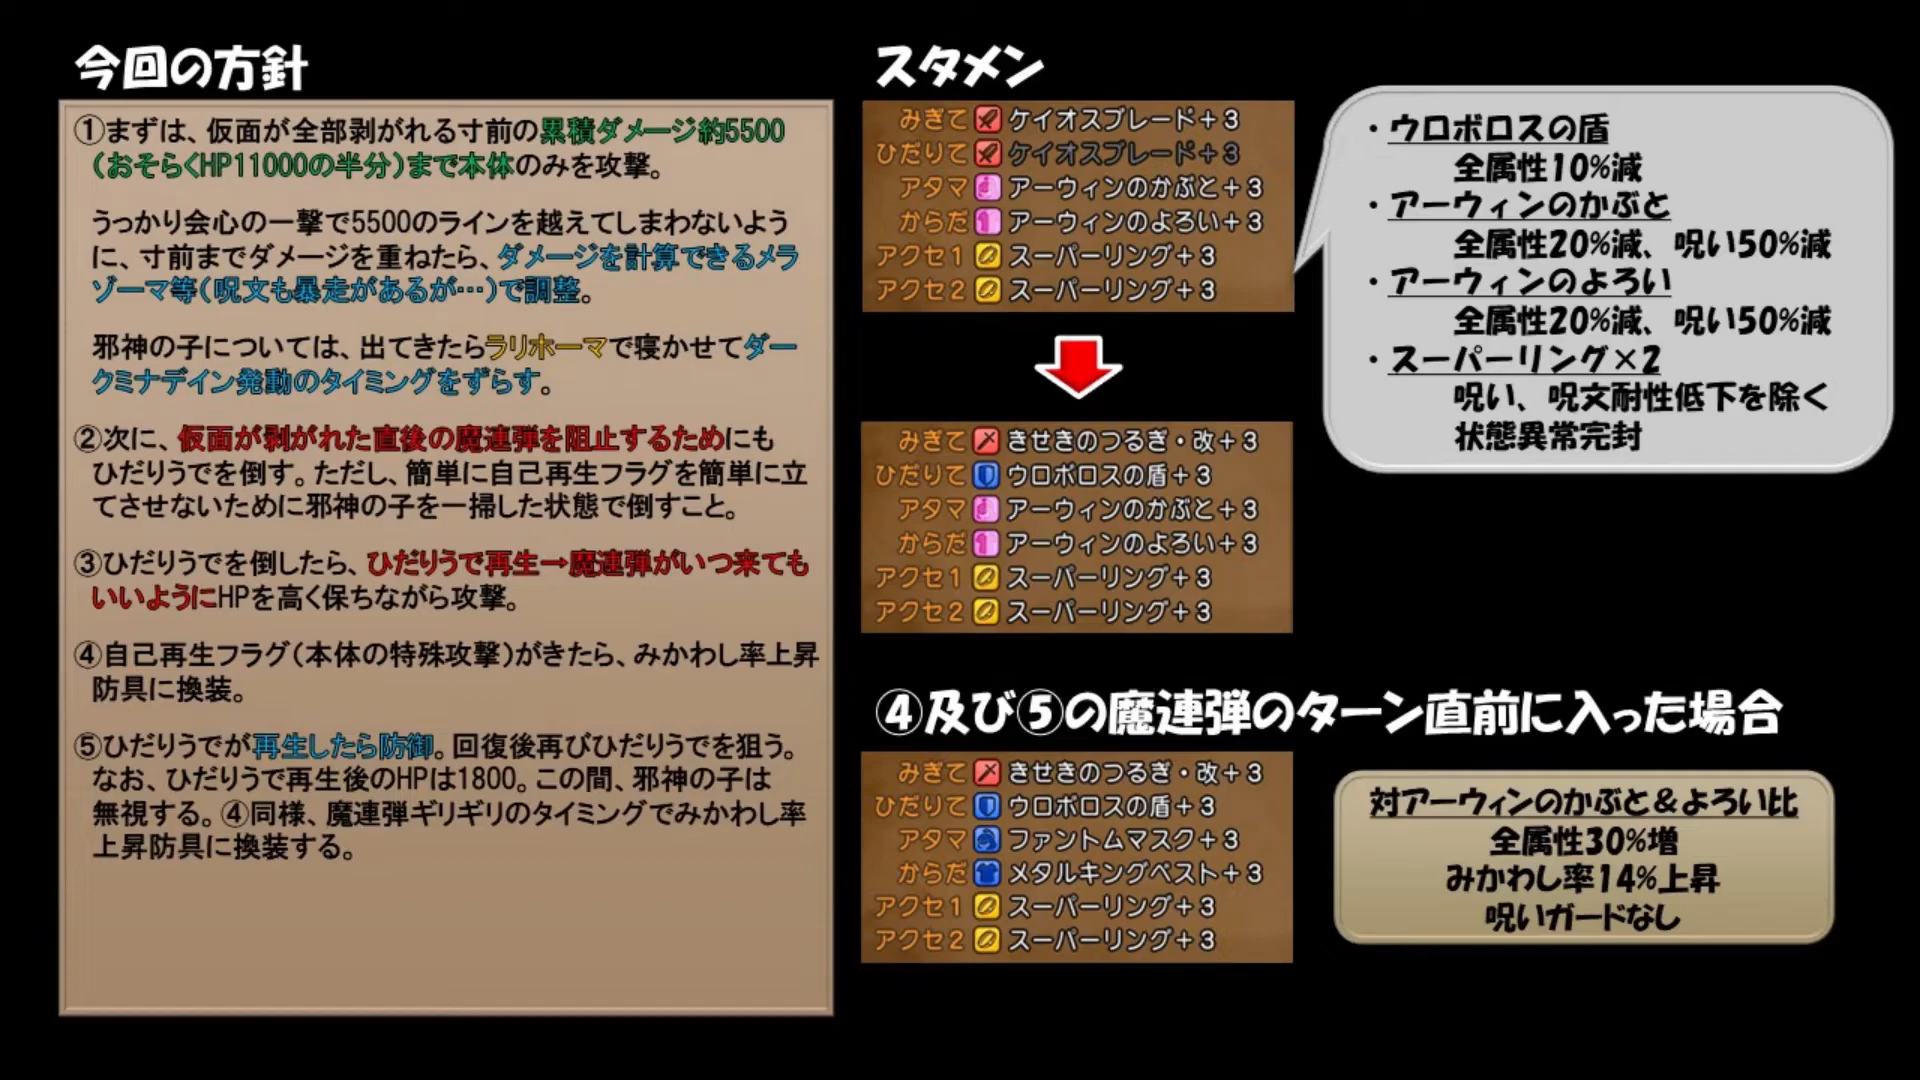 今回の方針
①まずは、仮面が全部剥がれる寸前の累積ダメージ約5500
（おそらくHP11000の半分）まで本体のみを攻撃。
うっかり会心の一撃で5500のラインを越えてしまわないよう
に、寸前までダメージを重ねたら、ダメージを計算できるメラ
ゾーマ等（呪文も暴走があるが…）で調整。
邪神の子については、出てきたらラリホーマで寝かせてダー
クミナデイン発動のタイミングをずらす。
②次に、仮面が剥がれた直後の魔連弾を阻止するためにも
ひだりうでを倒す。ただし、簡単に自己再生フラグを簡単に立
てさせないために邪神の子を一掃した状態で倒すこと。
③ひだりうでを倒したら、ひだりうで再生→魔連弾がいつ来ても
いいようにHPを高く保ちながら攻撃。
④自己再生フラグ（本体の特殊攻撃）がきたら、みかわし率上昇
防具に換装。
⑤ひだりうでが再生したら防御。回復後再びひだりうでを狙う。
なお、ひだりうで再生後のHPは1800。この間、邪神の子は
無視する。④同様、魔連弾ギリギリのタイミングでみかわし率
上昇防具に換装する。
スタメン
みぎて ケイオスブレード＋3
ひだりて ケイオスブレード＋3
アタマ アーウィンのかぶと＋3
からだ アーウィンのよろい＋3
アクセ1 スーパーリング＋3
アクセ2 スーパーリング＋3
みぎて きせきのつるぎ・改＋3
ひだりて ウロボロスの盾＋3
アタマ アーウィンのかぶと＋3
からだ アーウィンのよろい＋3
アクセ1 スーパーリング＋3
アクセ2 スーパーリング＋3
・ウロボロスの盾
全属性10%減
・アーウィンのかぶと
全属性20%減、呪い50%減
・アーウィンのよろい
全属性20%減、呪い50%減
・スーパーリング×2
呪い、呪文耐性低下を除く
状態異常完封
④及び⑤の魔連弾のターン直前に入った場合
みぎて きせきのつるぎ・改＋3
ひだりて ウロボロスの盾＋3
アタマ ファントムマスク＋3
からだ メタルキングベスト＋3
アクセ1 スーパーリング＋3
アクセ2 スーパーリング＋3
対アーウィンのかぶと＆よろい比
全属性30%増
みかわし率14%上昇
呪いガードなし